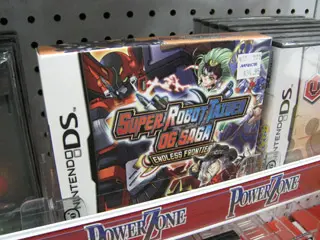 NINTENDO DS
SUPER ROBOT TAISEN
OG SAGA
ENDLESS FRONTIER
NINTENDO DS
POWERZONE
POWERZONE